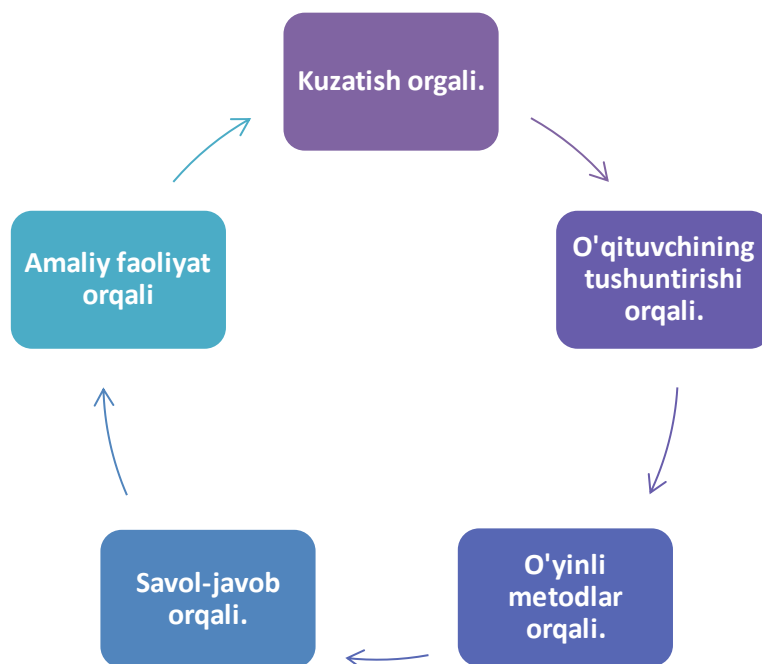 Kuzatish orgali.
O'qituvchining
tushuntirishi
orqali.
O'yinli
metodlar
orqali.
Savol-javob
orqali.
Amaliy faoliyat
orqali